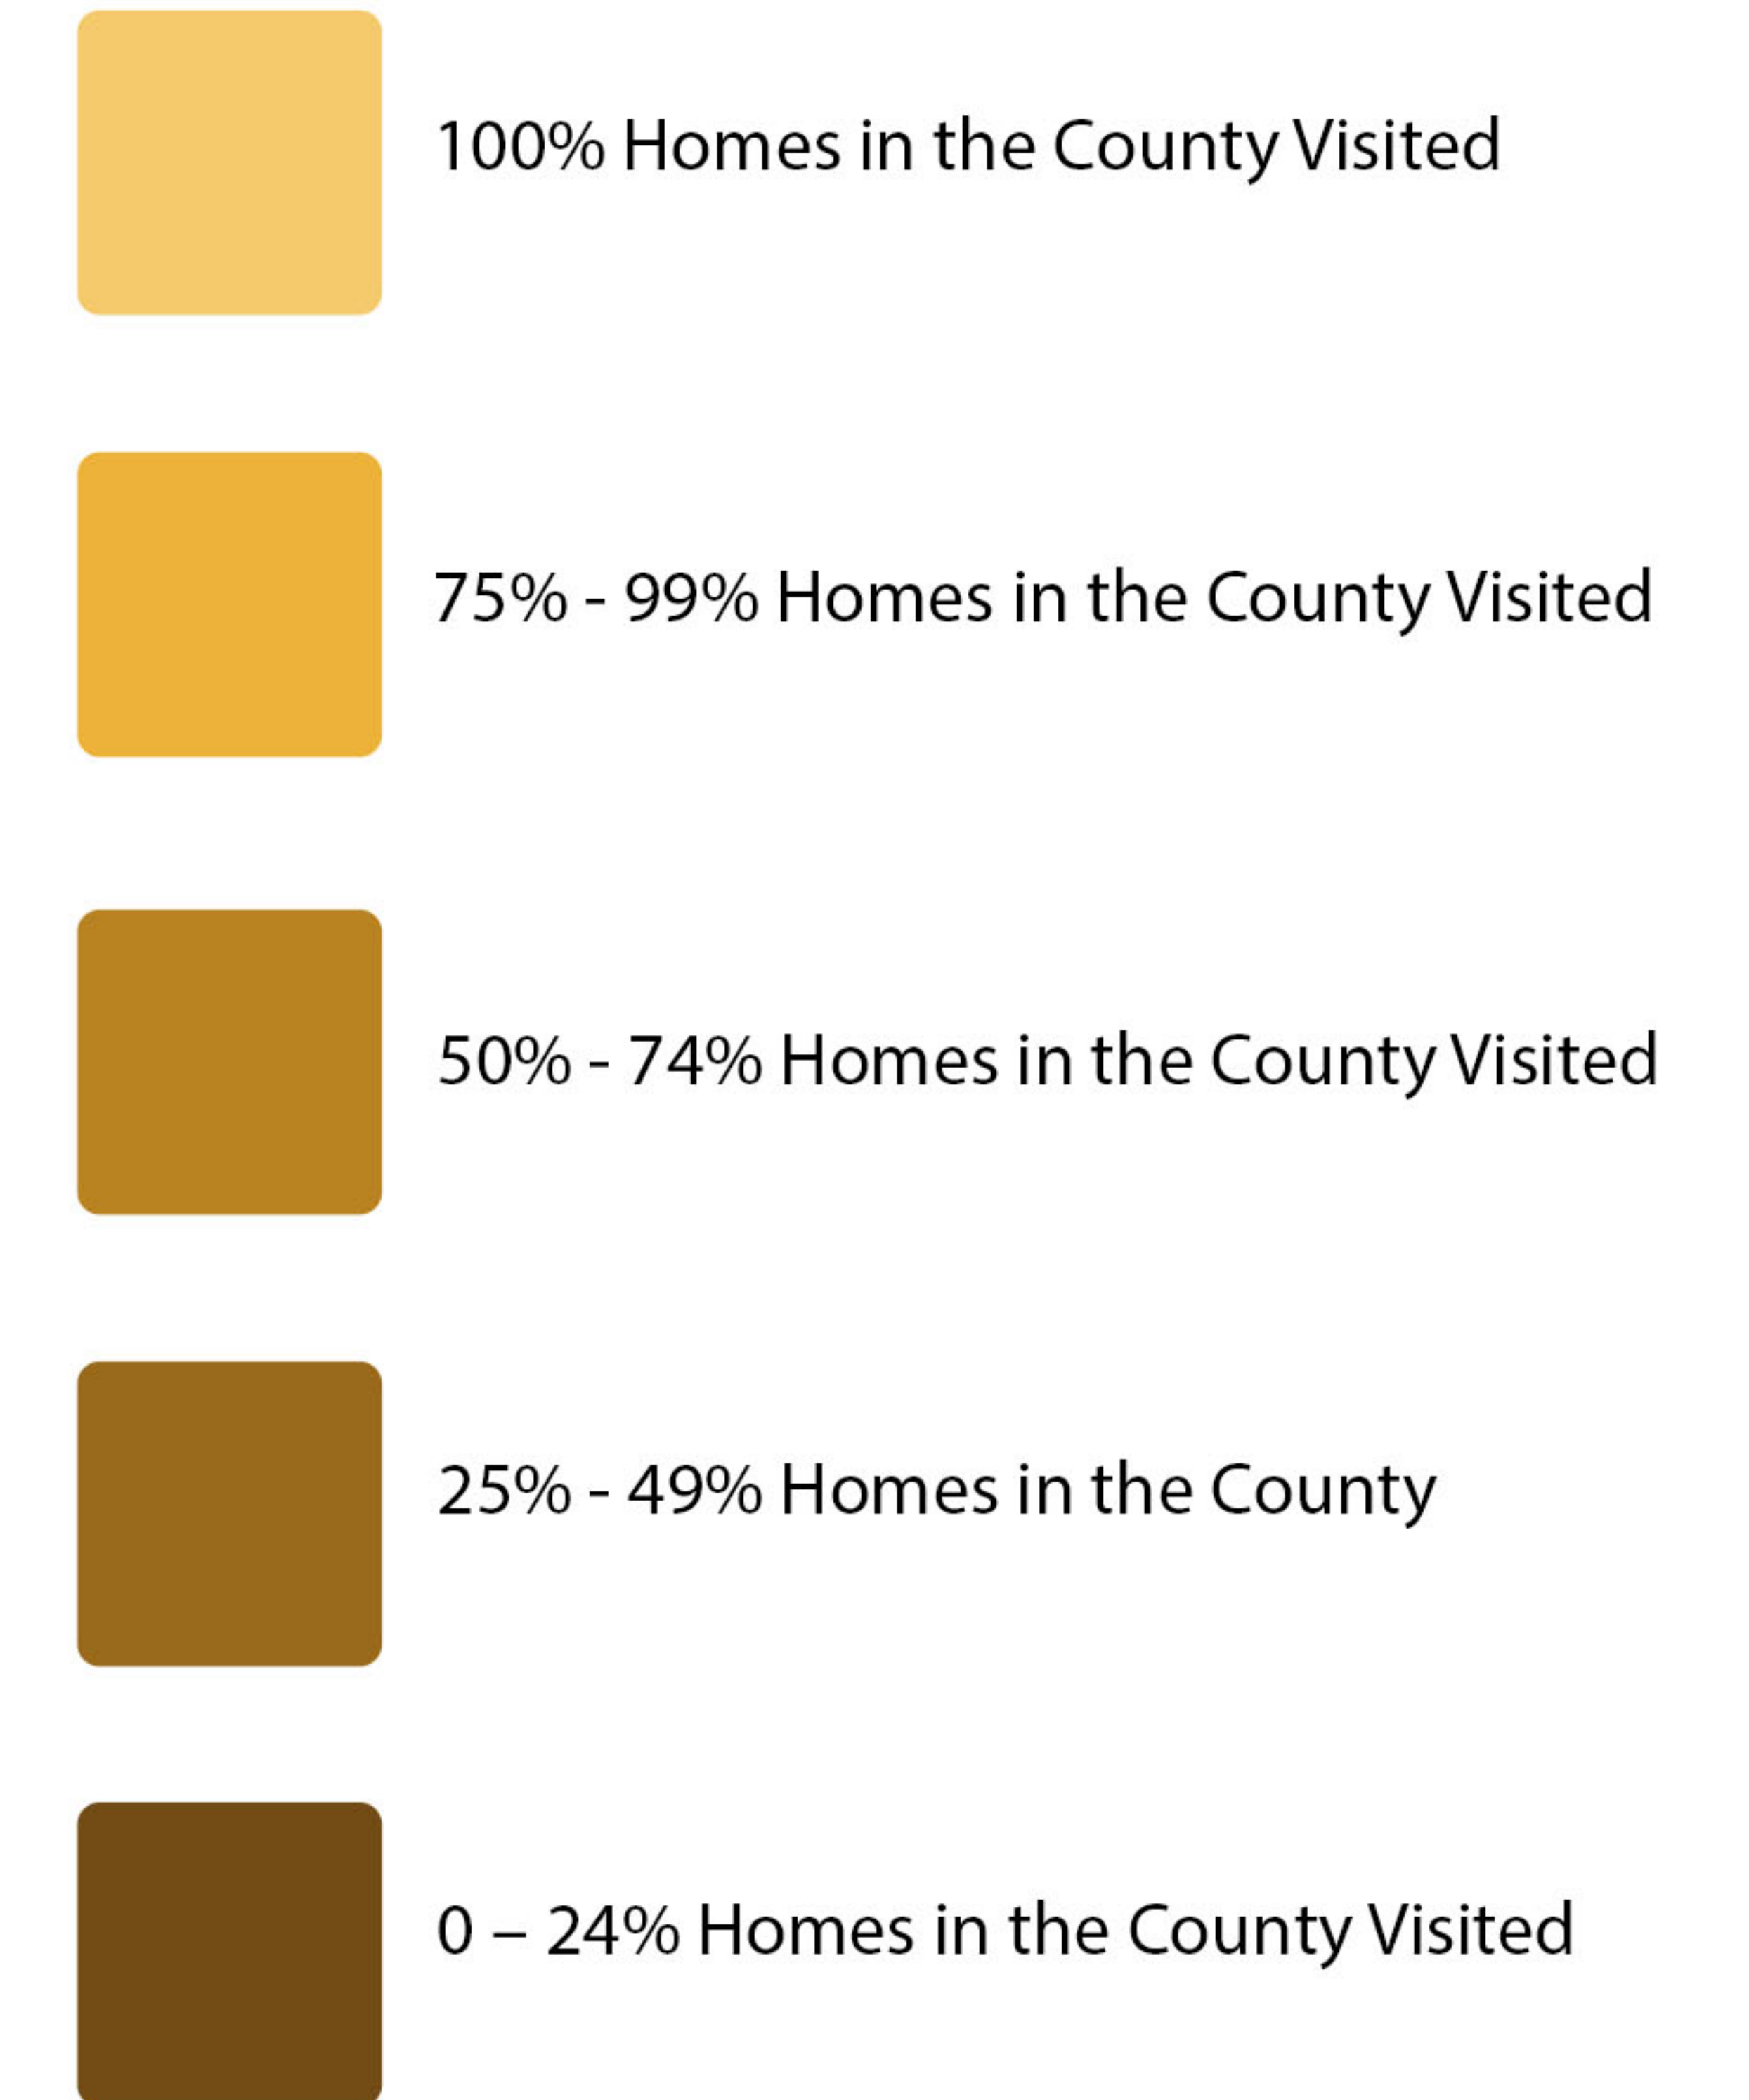 100% Homes in the County Visited
75% - 99% Homes in the County Visited
50% - 74% Homes in the County Visited
25% - 49% Homes in the County
0 – 24% Homes in the County Visited